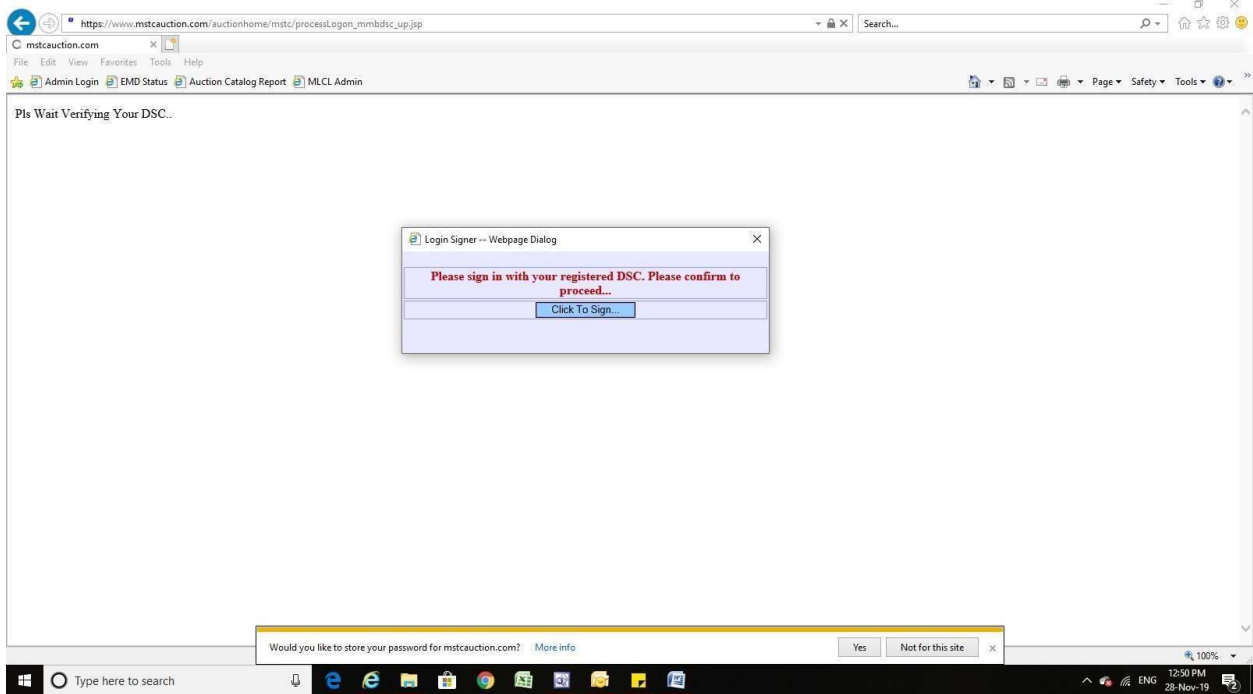 https://www.mstcauction.com/auctionhome/mstc/processLogon_mmbdsc_up.jsp
Search...
mstcauction.com
File Edit View Favorites Tools Help
Admin Login EMD Status Auction Catalog Report MLCL Admin
Page Safety Tools
Pls Wait Verifying Your DSC..
Login Signer -- Webpage Dialog
Please sign in with your registered DSC. Please confirm to
proceed...
Click To Sign...
Would you like to store your password for mstcauction.com? More info Yes Not for this site
100%
Type here to search
ENG
12:50 PM
28-Nov-19
2